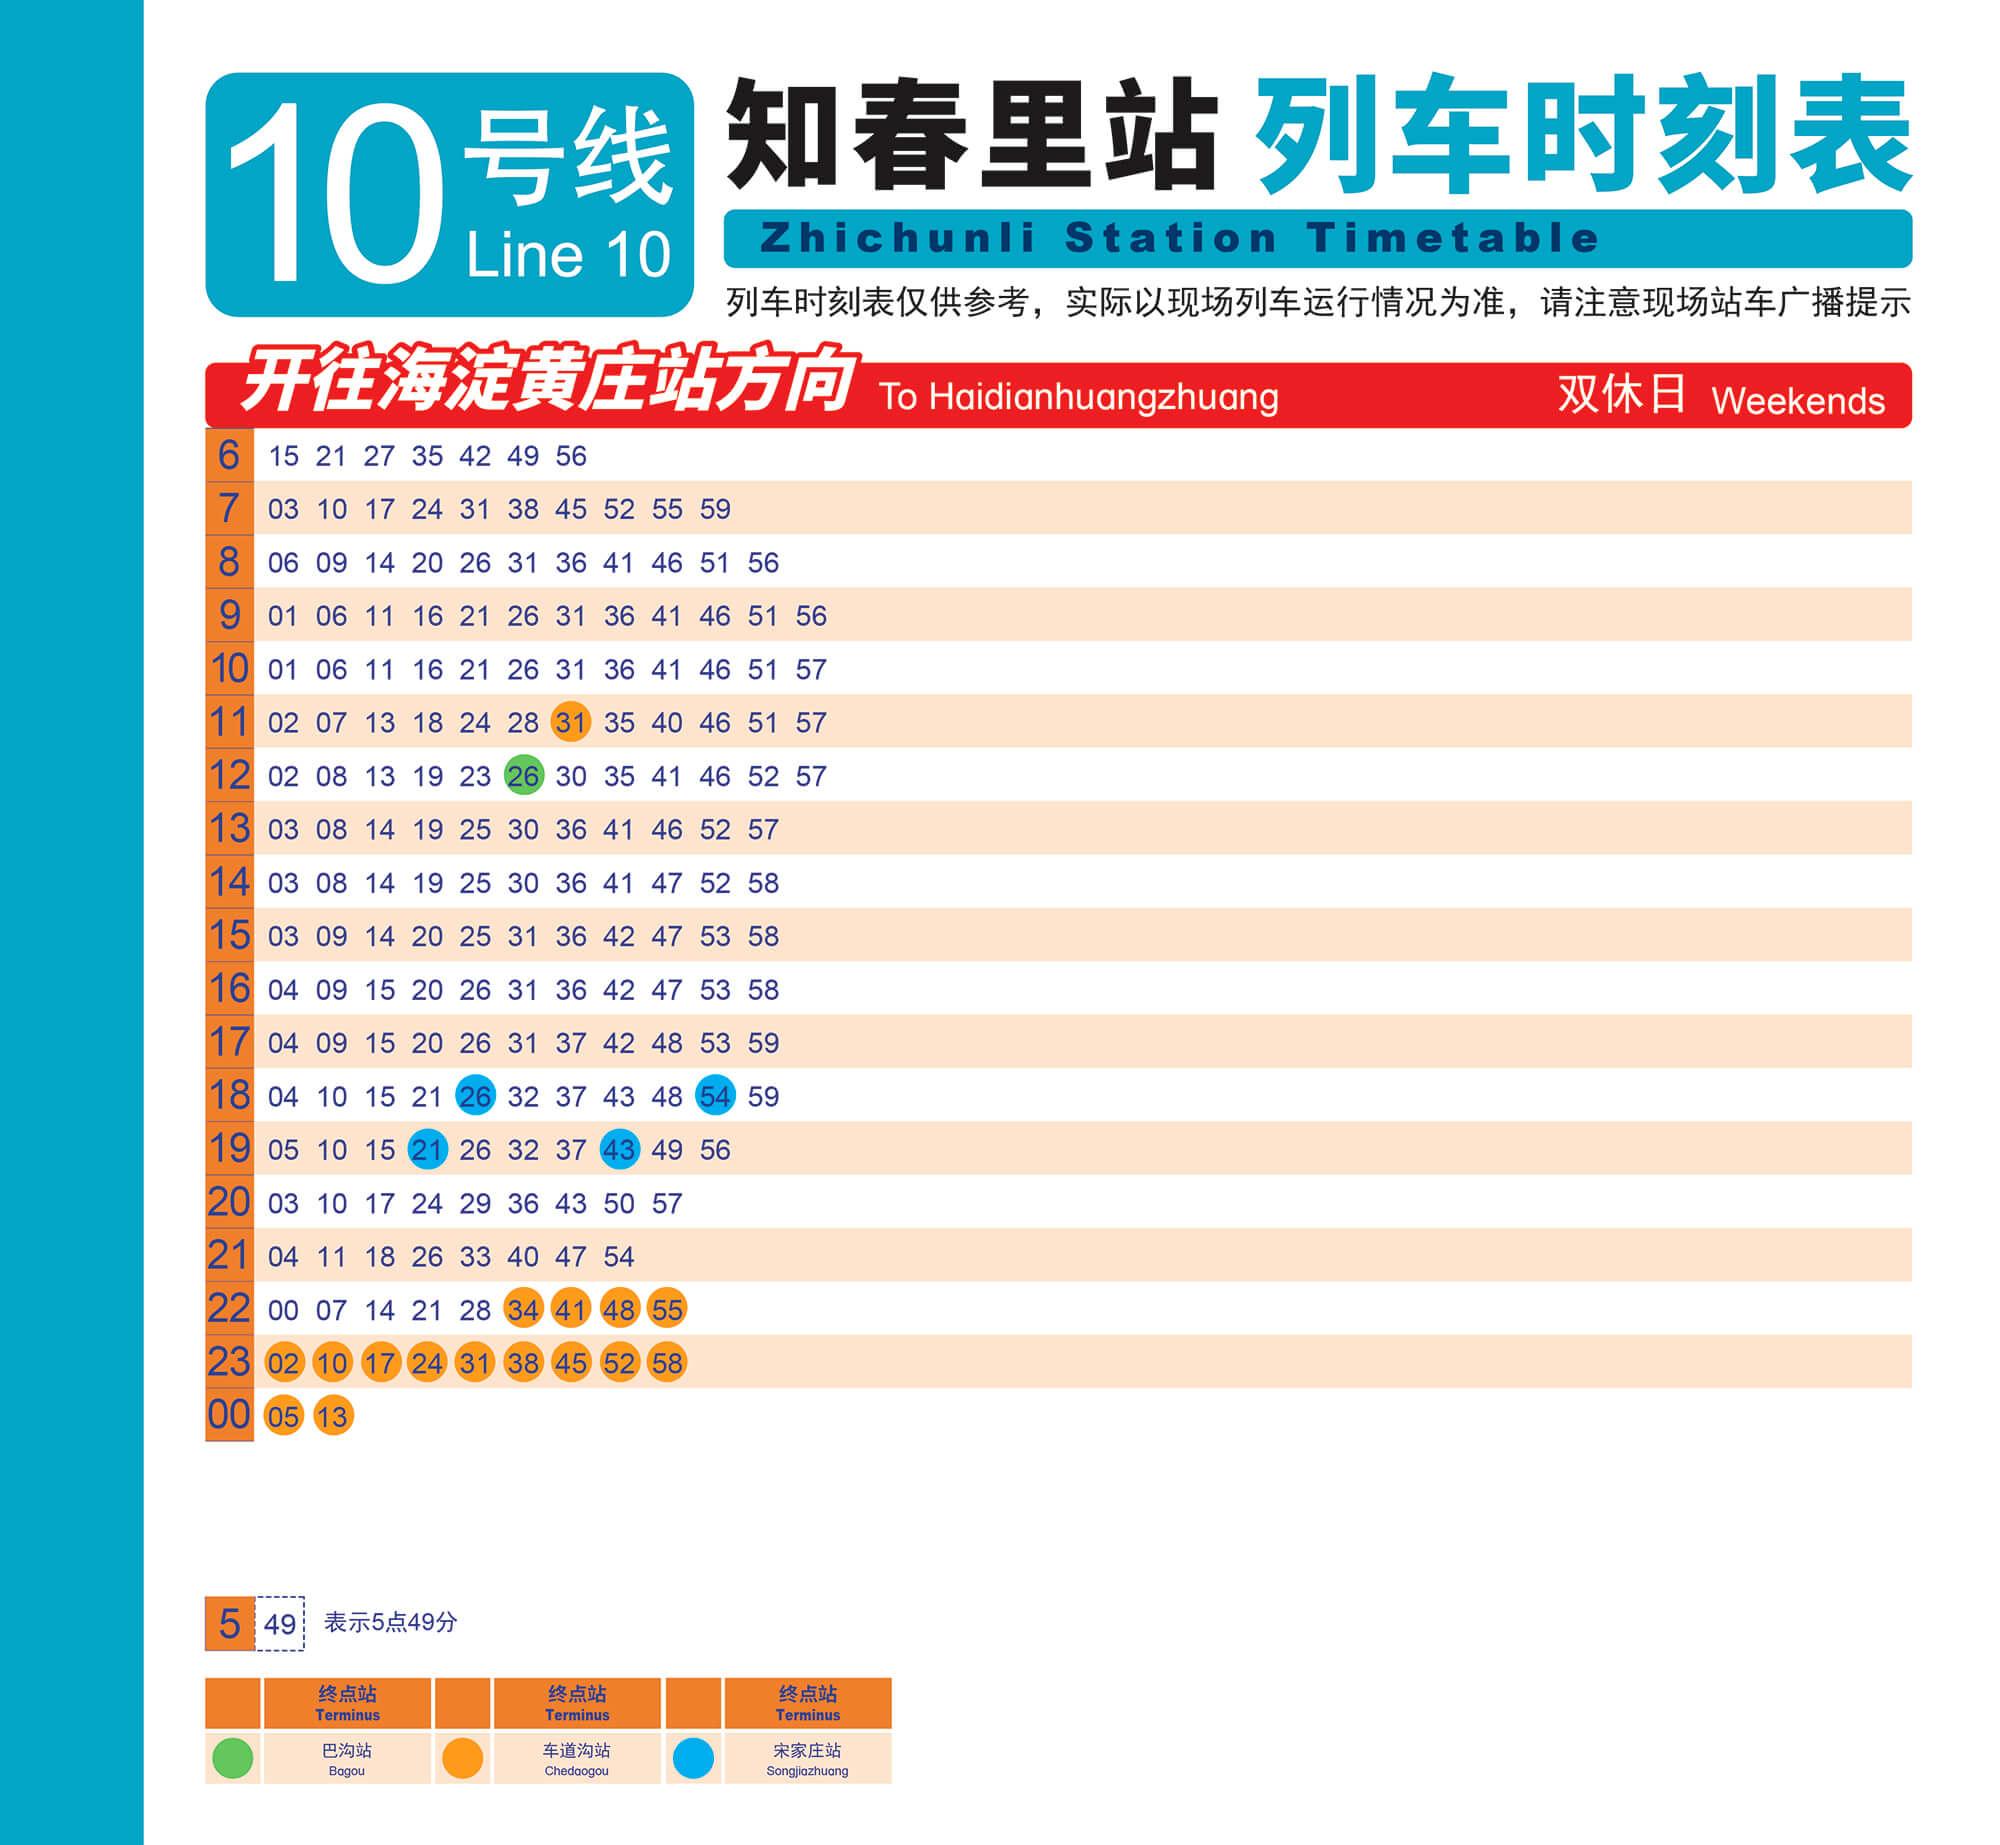 10号线
Line 10
知春里站 列车时刻表
Zhichunli Station Timetable
列车时刻表仅供参考，实际以现场列车运行情况为准，请注意现场站车广播提示
开往海淀黄庄站方向 To Haidianhuangzhuang 双休日 Weekends
6 15 21 27 35 42 49 56
7 03 10 17 24 31 38 45 52 55 59
8 06 09 14 20 26 31 36 41 46 51 56
9 01 06 11 16 21 26 31 36 41 46 51 56
10 01 06 11 16 21 26 31 36 41 46 51 57
11 02 07 13 18 24 28 31 35 40 46 51 57
12 02 08 13 19 23 26 30 35 41 46 52 57
13 03 08 14 19 25 30 36 41 46 52 57
14 03 08 14 19 25 30 36 41 47 52 58
15 03 09 14 20 25 31 36 42 47 53 58
16 04 09 15 20 26 31 36 42 47 53 58
17 04 09 15 20 26 31 37 42 48 53 59
18 04 10 15 21 26 32 37 43 48 54 59
19 05 10 15 21 26 32 37 43 49 56
20 03 10 17 24 29 36 43 50 57
21 04 11 18 26 33 40 47 54
22 00 07 14 21 28 34 41 48 55
23 02 10 17 24 31 38 45 52 58
00 05 13
5 49 表示5点49分
终点站 终点站 终点站
Terminus Terminus Terminus
巴沟站 车道沟站 宋家庄站
Bagou Chedaogou Songjiazhuang